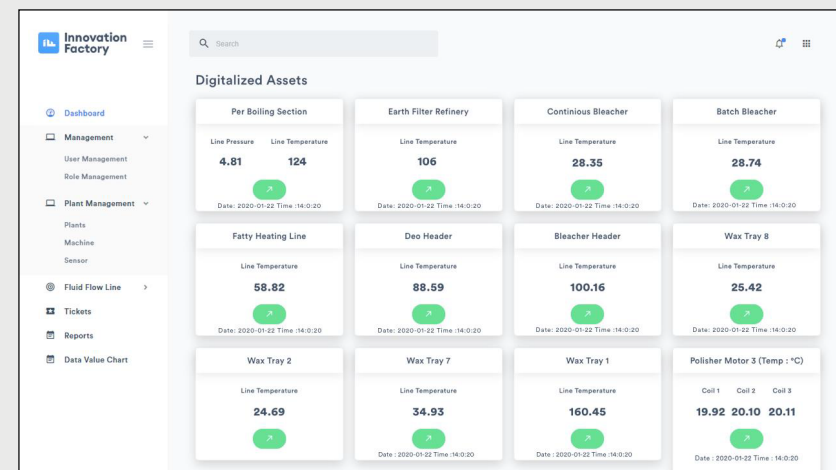 Innovation
Factory
Search
Digitalized Assets
Dashboard
Management
User Management
Role Management
Plant Management
Plants
Machine
Sensor
Fluid Flow Line
Tickets
Reports
Data Value Chart
Per Boiling Section
Line Pressure Line Temperature
4.81 124
Date: 2020-01-22 Time :14:0:20
Earth Filter Refinery
Line Temperature
106
Date: 2020-01-22 Time :14:0:20
Continious Bleacher
Line Temperature
28.35
Date: 2020-01-22 Time :14:0:20
Batch Bleacher
Line Temperature
28.74
Date: 2020-01-22 Time :14:0:20
Fatty Heating Line
Line Temperature
58.82
Date: 2020-01-22 Time :14:0:20
Deo Header
Line Temperature
88.59
Date: 2020-01-22 Time :14:0:20
Bleacher Header
Line Temperature
100.16
Date: 2020-01-22 Time :14:0:20
Wax Tray 8
Line Temperature
25.42
Date: 2020-01-22 Time :14:0:20
Wax Tray 2
Line Temperature
24.69
Wax Tray 7
Line Temperature
34.93
Date : 2020-01-22 Time :14:0:20
Wax Tray 1
Line Temperature
160.45
Date : 2020-01-22 Time :14:0:20
Polisher Motor 3 (Temp : °C)
Coil 1 Coil 2 Coil 3
19.92 20.10 20.11
Date : 2020-01-22 Time : 14:0:20